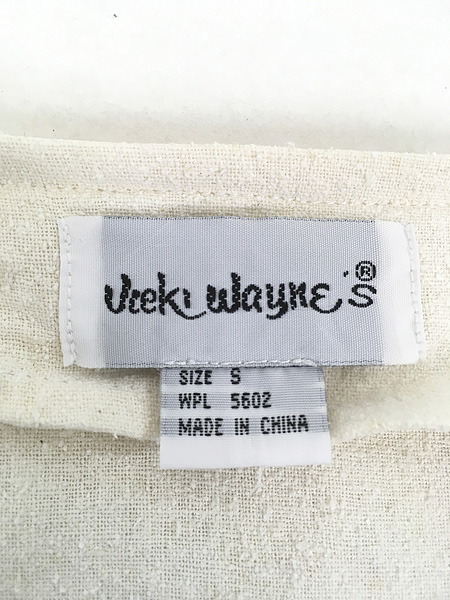 Vicki Wayne's®
SIZE S
WPL 5602
MADE IN CHINA